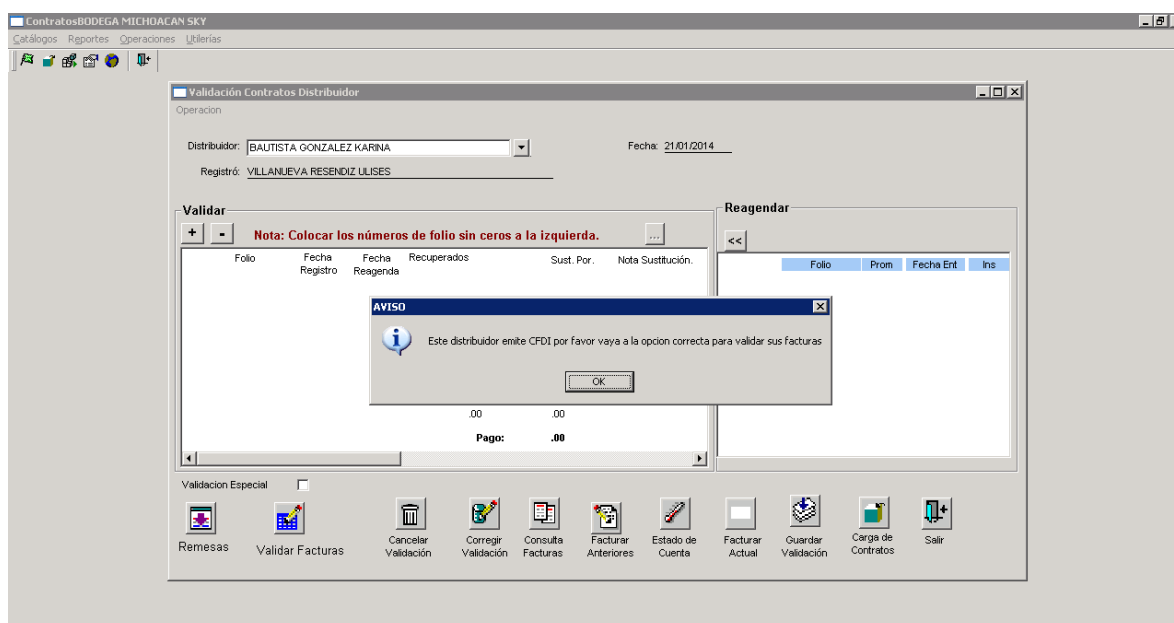 ContratosBODEGA MICHOACAN SKY
Catálogos Reportes Operaciones Utilerías
Validación Contratos Distribuidor
Operacion
Distribuidor: BAUTISTA GONZALEZ KARINA Fecha: 21/01/2014
Registró: VILLANUEVA RESENDIZ ULISES
Validar Reagendar
+ - Nota: Colocar los números de folio sin ceros a la izquierda. ... <<
Folio Fecha Registro Fecha Reagenda Recuperados Sust. Por. Nota Sustitución. Folio Prom Fecha Ent Ins
AVISO
Este distribuidor emite CFDI por favor vaya a la opcion correcta para validar sus facturas
OK
.00 .00
Pago: .00
Validacion Especial
Remesas Validar Facturas Cancelar Validación Corregir Validación Consulta Facturas Facturar Anteriores Estado de Cuenta Facturar Actual Guardar Validación Carga de Contratos Salir